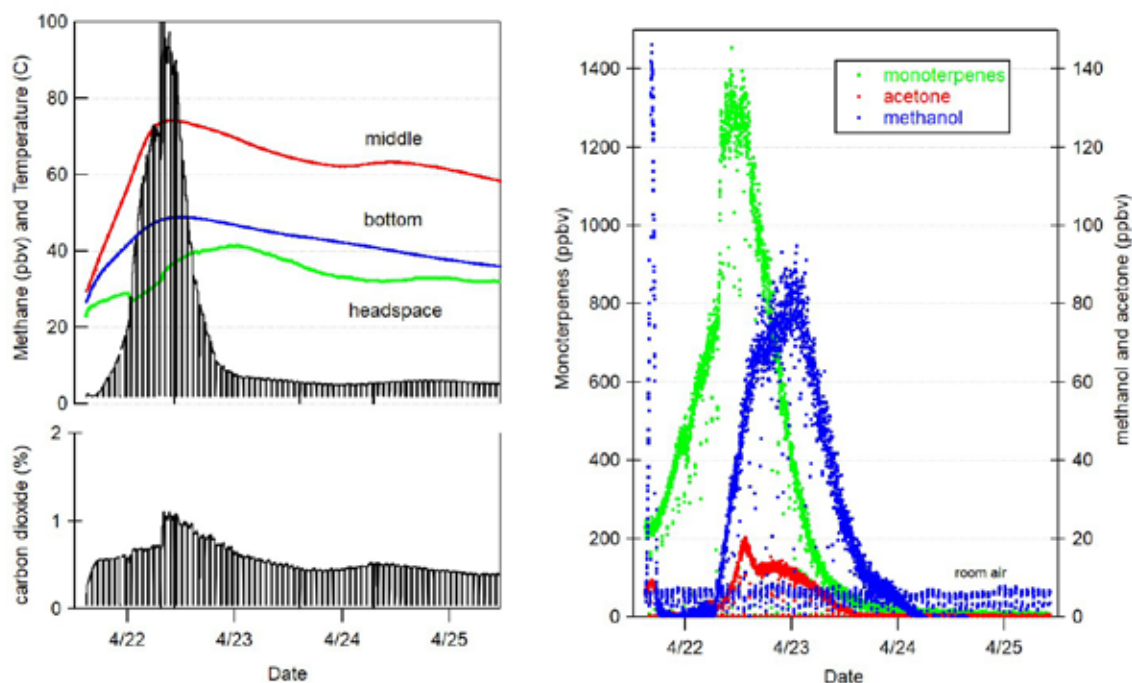 Methane (pbv) and Temperature (C)
100
80
60
40
20
0
middle
bottom
headspace
carbon dioxide (%)
2
1
0
4/22
4/23
4/24
4/25
Date
Monoterpenes (ppbv)
1400
1200
1000
800
600
400
200
0
monoterpenes
acetone
methanol
room air
140
120
100
80
60
40
20
0
methanol and acetone (ppbv)
4/22
4/23
4/24
4/25
Date